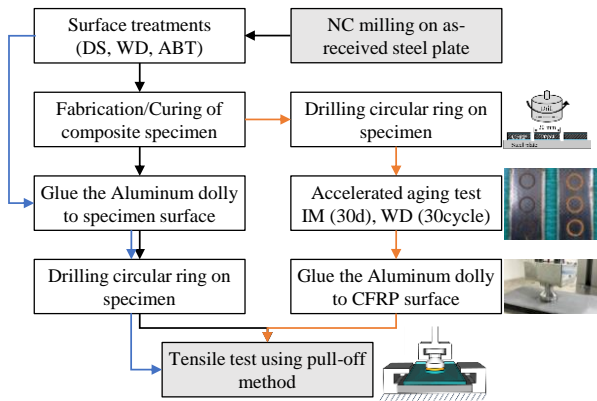 Surface treatments
(DS, WD, ABT)
NC milling on as-
received steel plate
Fabrication/Curing of
composite specimen
Drilling circular ring on
specimen
Drill
Glue the Aluminum dolly
to specimen surface
Accelerated aging test
IM (30d), WD (30cycle)
Drilling circular ring on
specimen
Glue the Aluminum dolly
to CFRP surface
Tensile test using pull-off
method